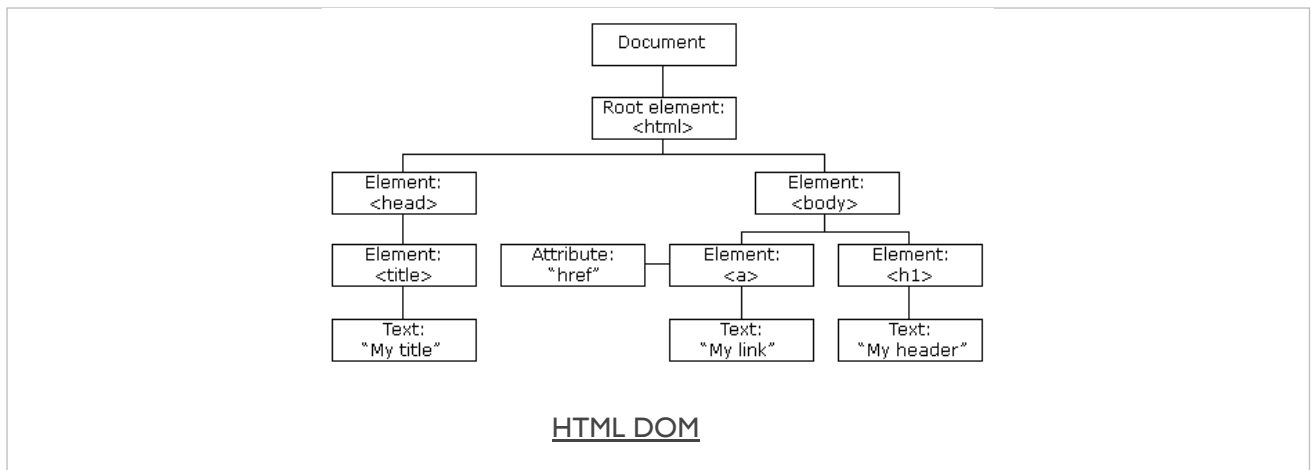 Document
Root element:
<html>
Element:
<head>
Element:
<body>
Element:
<title>
Attribute:
“href”
Element:
<a>
Element:
<h1>
Text:
“My title”
Text:
“My link”
Text:
“My header”
HTML DOM